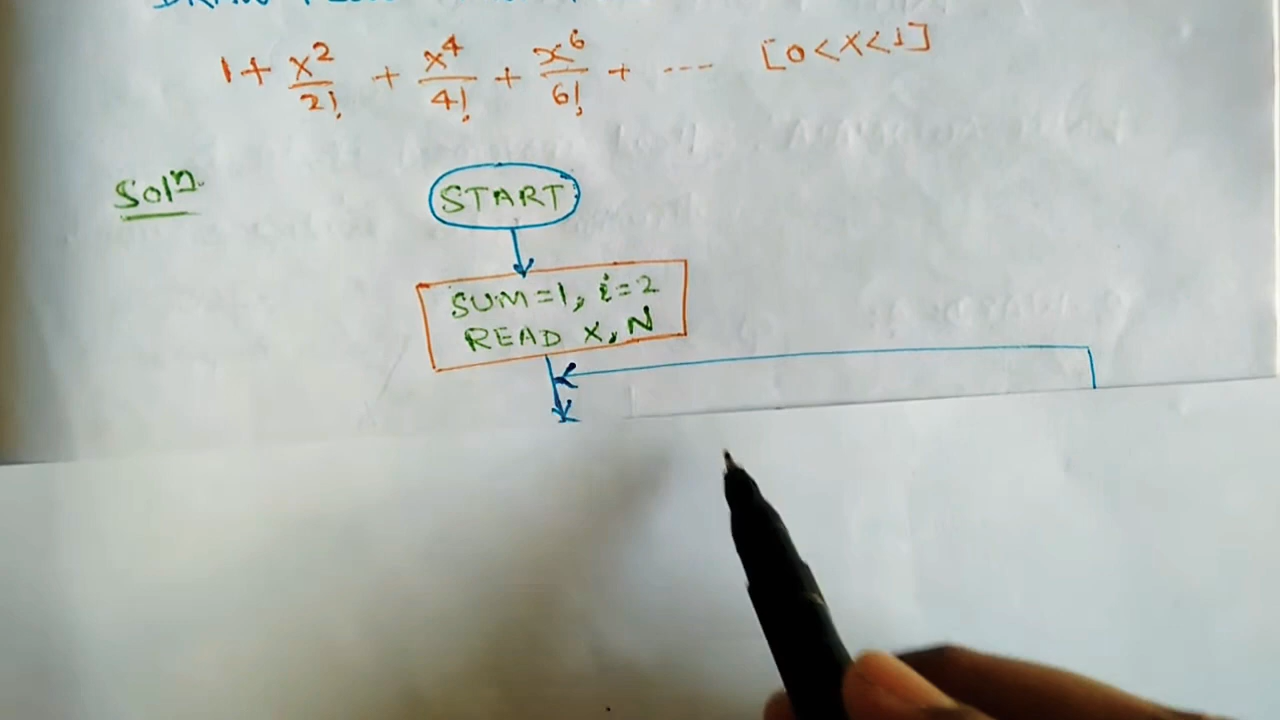 1 + x²/2! + x⁴/4! + x⁶/6! + --- [0<x<1]
Solⁿ.
START
SUM=1, i=2
READ X, N